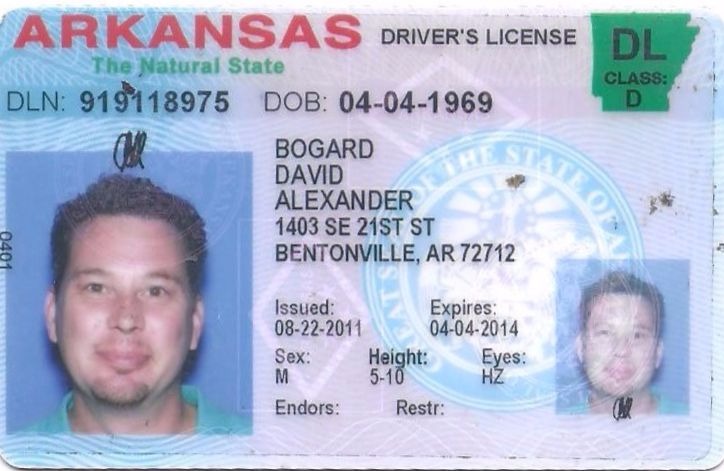 ARKANSAS DRIVER'S LICENSE
The Natural State
DL
CLASS:
D
DLN: 919118975 DOB: 04-04-1969
BOGARD
DAVID
ALEXANDER
1403 SE 21ST ST
BENTONVILLE, AR 72712
0401
THE STATE OF
GREAT S
Issued: Expires:
08-22-2011 04-04-2014
Sex: Height: Eyes:
M 5-10 HZ
Endors: Restr: